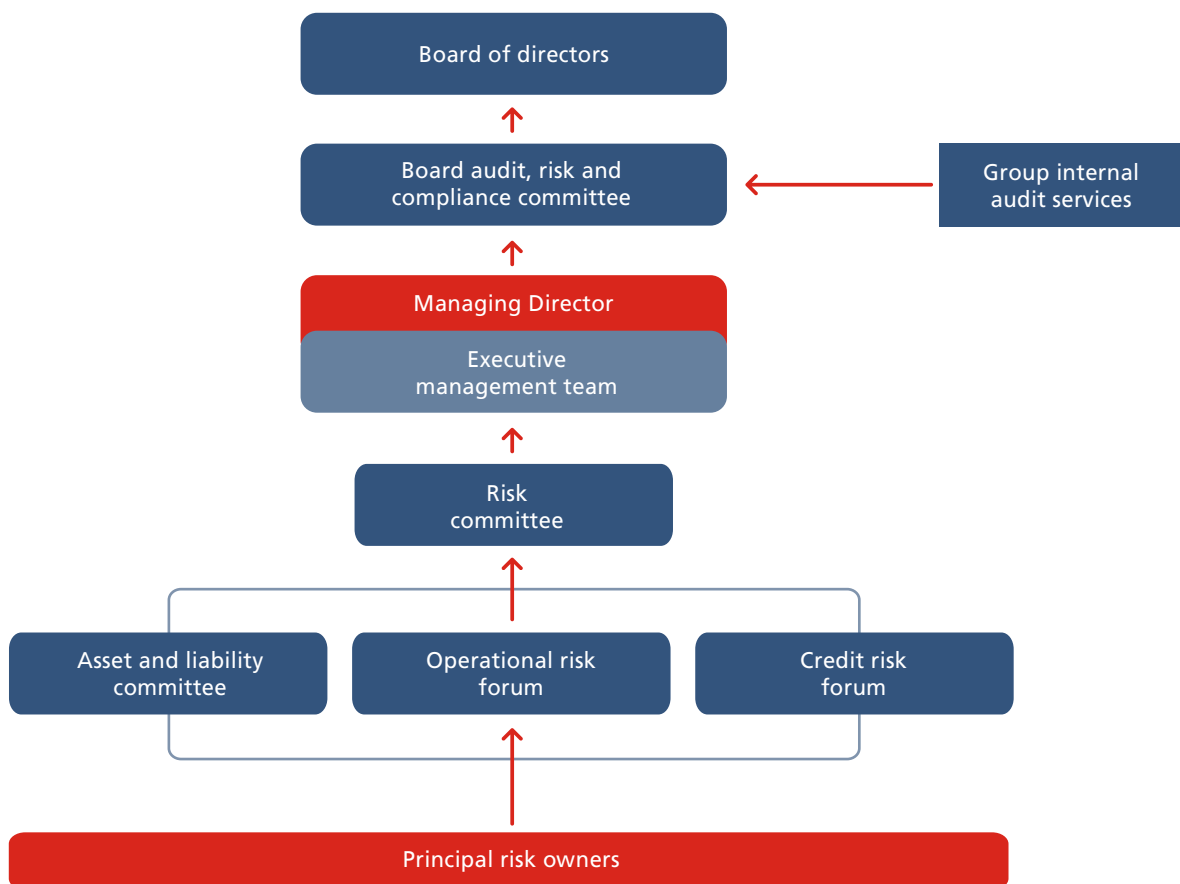 Board of directors
Board audit, risk and
compliance committee
Group internal
audit services
Managing Director
Executive
management team
Risk
committee
Asset and liability
committee
Operational risk
forum
Credit risk
forum
Principal risk owners